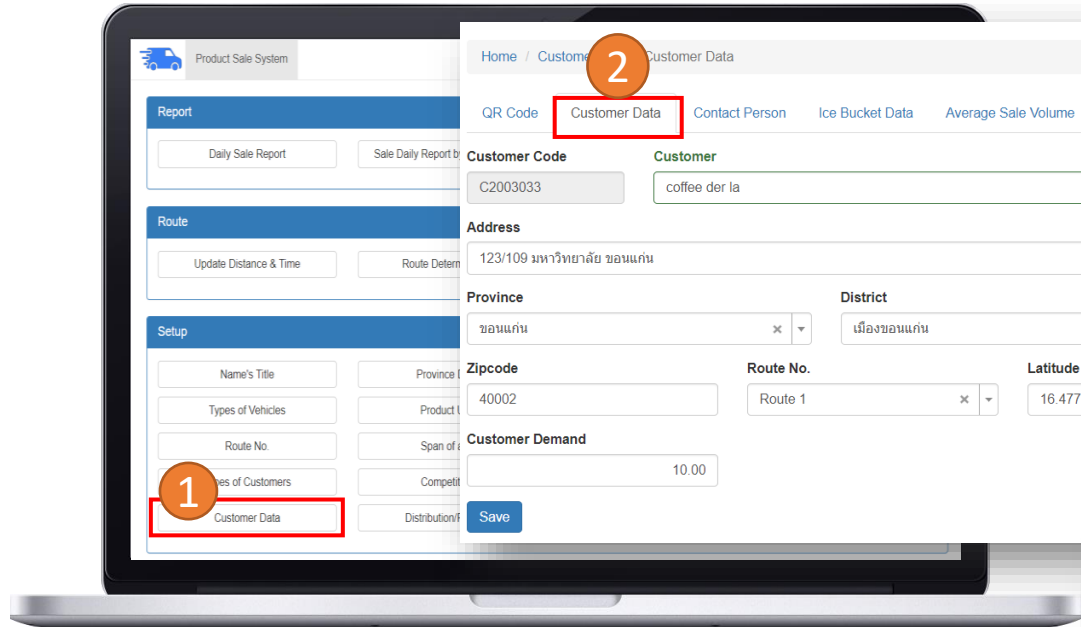 Product Sale System
Report
Daily Sale Report
Sale Daily Report b
Route
Update Distance & Time
Route Determ
Setup
Name's Title
Province
Types of Vehicles
Product
Route No.
Span of
es of Customers
Competit
Customer Data
Distribution/
1
Home / Custome
2
Customer Data
QR Code
Customer Data
Contact Person
Ice Bucket Data
Average Sale Volume
Customer Code
Customer
C2003033
coffee der la
Address
123/109 มหาวิทยาลัย ขอนแก่น
Province
District
ขอนแก่น
เมืองขอนแก่น
Zipcode
Route No.
Latitude
40002
Route 1
16.477
Customer Demand
10.00
Save